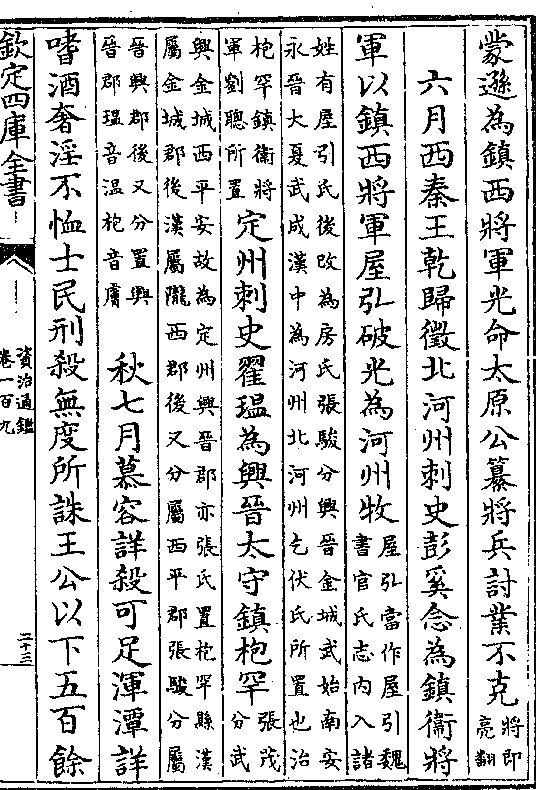 蒙遜為鎮西將軍光命太原公纂將兵討業不克將即亮翻
六月西秦王乾歸徵北河州刺史彭奚念為鎮衞將
軍以鎮西將軍屋弘破光為河州牧屋弘當作屋引魏書官氏志内入諸
姓有屋引氏後改為房氏張駿分興晉金城武始南安
永晉大夏武成漢中為河州北河州乞伏氏所置也治
枹罕鎮衛將軍劉聰所置定州刺史翟瑥為興晉太守鎮枹罕張茂分武
興金城西平安故為定州興晉郡亦張氏置枹罕縣漢
屬金城郡後漢屬隴西郡後又分屬西平郡張駿分屬
晉興郡後又分置興晉郡瑥音温枹音膚秋七月慕容詳殺可足渾潭詳
嗜酒奢淫不恤士民刑殺無度所誅王公以下五百餘
欽定四庫全書
資治通鑑
卷一百九
二十三